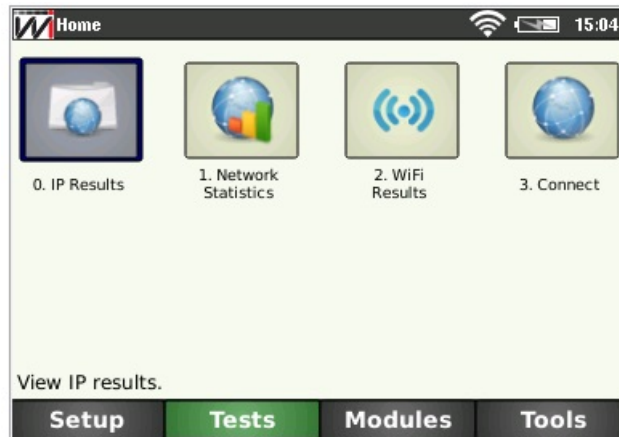 Home 15:04
0. IP Results
1. Network
Statistics
2. WiFi
Results
3. Connect
View IP results.
Setup Tests Modules Tools